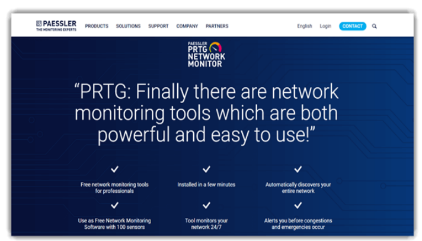 PAESSLER
THE MONITORING EXPERTS
PRODUCTS SOLUTIONS SUPPORT COMPANY PARTNERS English Login CONTACT
PAESSLER
PRTG
NETWORK
MONITOR
“PRTG: Finally there are network
monitoring tools which are both
powerful and easy to use!”
Free network monitoring tools
for professionals
Installed in a few minutes
Automatically discovers your
entire network
Use as Free Network Monitoring
Software with 100 sensors
Tool monitors your
network 24/7
Alerts you before congestions
and emergencies occur